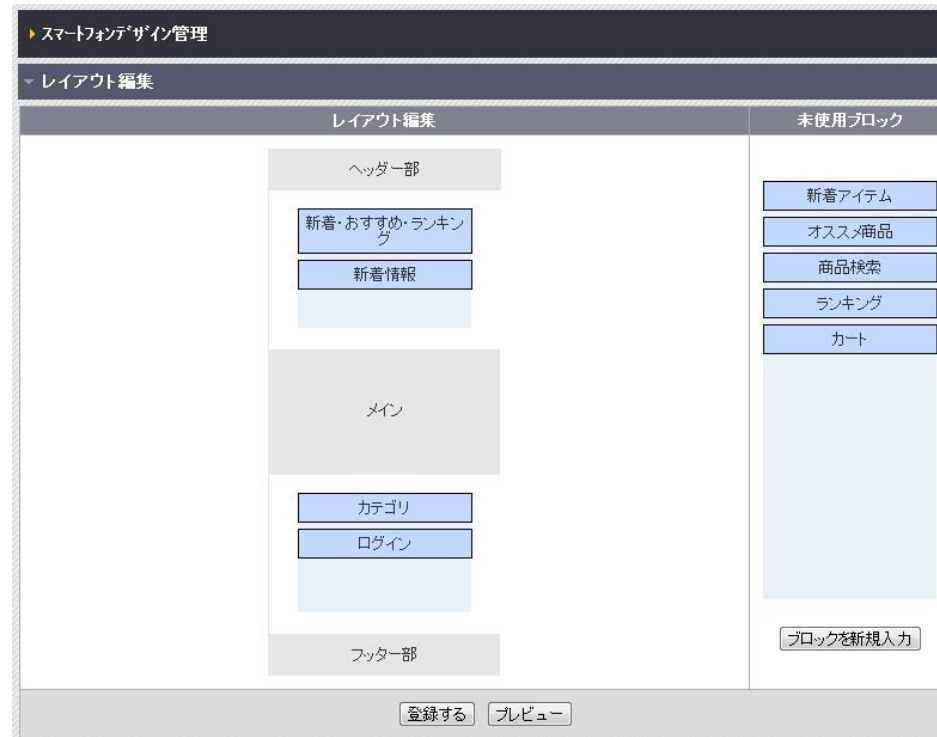 スマートフォンデザイン管理
レイアウト編集
レイアウト編集
未使用ブロック
ヘッダー部
新着・おすすめ・ランキン
グ
新着情報
メイン
カテゴリ
ログイン
フッター部
新着アイテム
オススメ商品
商品検索
ランキング
カート
ブロックを新規入力
登録する
プレビュー